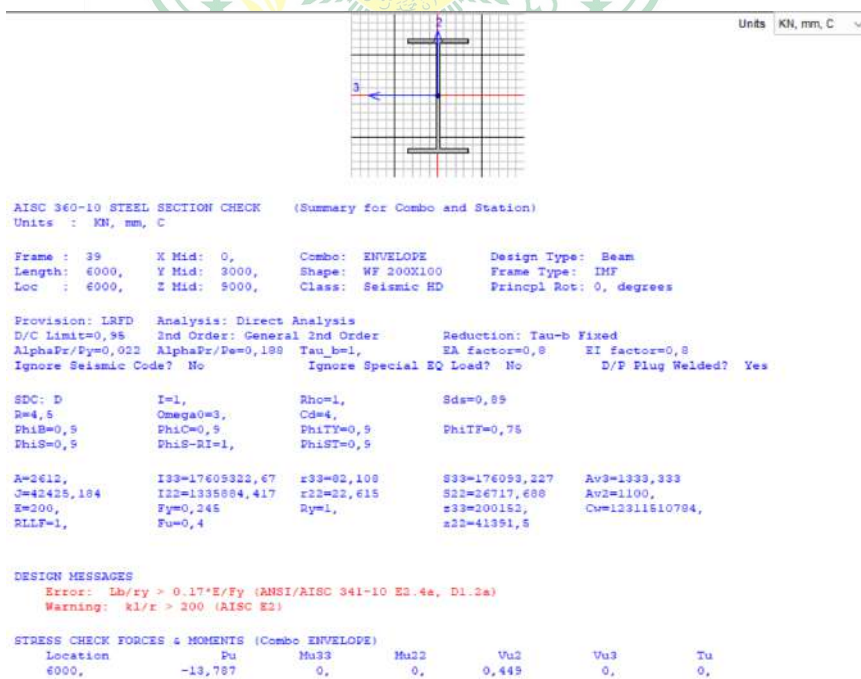 Units KN, mm, C
2
3
AISC 360-10 STEEL SECTION CHECK (Summary for Combo and Station)
Units : KN, mm, C
Frame : 39 X Mid: 0, Combo: ENVELOPE Design Type: Beam
Length: 6000, Y Mid: 3000, Shape: WF 200X100 Frame Type: IMF
Loc : 6000, Z Mid: 9000, Class: Seismic HD Princpl Rot: 0, degrees
Provision: LRFD Analysis: Direct Analysis
D/C Limit=0,95 2nd Order: General 2nd Order Reduction: Tau-b Fixed
AlphaPr/Py=0,022 AlphaPr/Pe=0,188 Tau_b=1, EA factor=0,8 EI factor=0,8
Ignore Seismic Code? No Ignore Special EQ Load? No D/P Plug Welded? Yes
SDC: D I=1, Rho=1, Sds=0,89
R=4,5 Omega0=3, Cd=4,
PhiB=0,9 PhiC=0,9 PhiTY=0,9 PhiTF=0,75
PhiS=0,9 PhiS-RI=1, PhiST=0,9
A=2612, I33=17609322,67 r33=82,108 S33=176093,227 Av3=1333,333
J=42425,184 I22=1335884,417 r22=22,615 S22=26717,688 Av2=1100,
E=200, Fy=0,245 Ry=1, z33=200152, Cw=12311510784,
RLLF=1, Fu=0,4 z22=41391,5
DESIGN MESSAGES
Error: Lb/ry > 0.17*E/Fy (ANSI/AISC 341-10 E2.4a, D1.2a)
Warning: kl/r > 200 (AISC E2)
STRESS CHECK FORCES & MOMENTS (Combo ENVELOPE)
Location Pu Mu33 Mu22 Vu2 Vu3 Tu
6000, -13,787 0, 0, 0,449 0, 0,